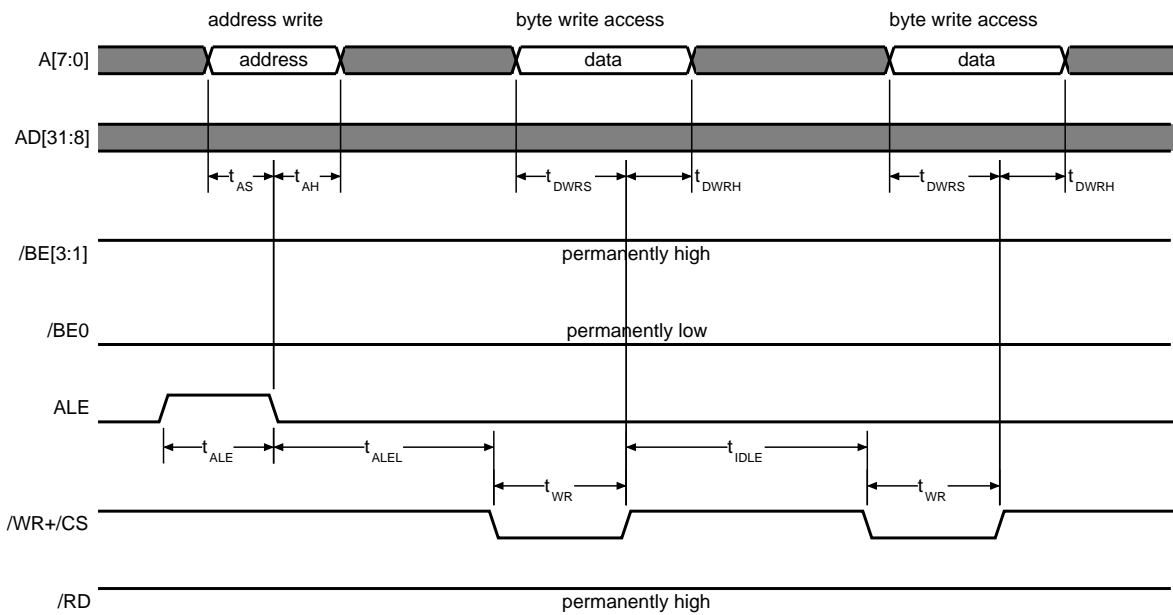 address write byte write access byte write access
A[7:0] address data data
AD[31:8]
tAS tAH tDWRS tDWRH tDWRS tDWRH
/BE[3:1] permanently high
/BE0 permanently low
ALE
tALE tALEL tIDLE
tWR tWR
/WR+/CS
/RD permanently high